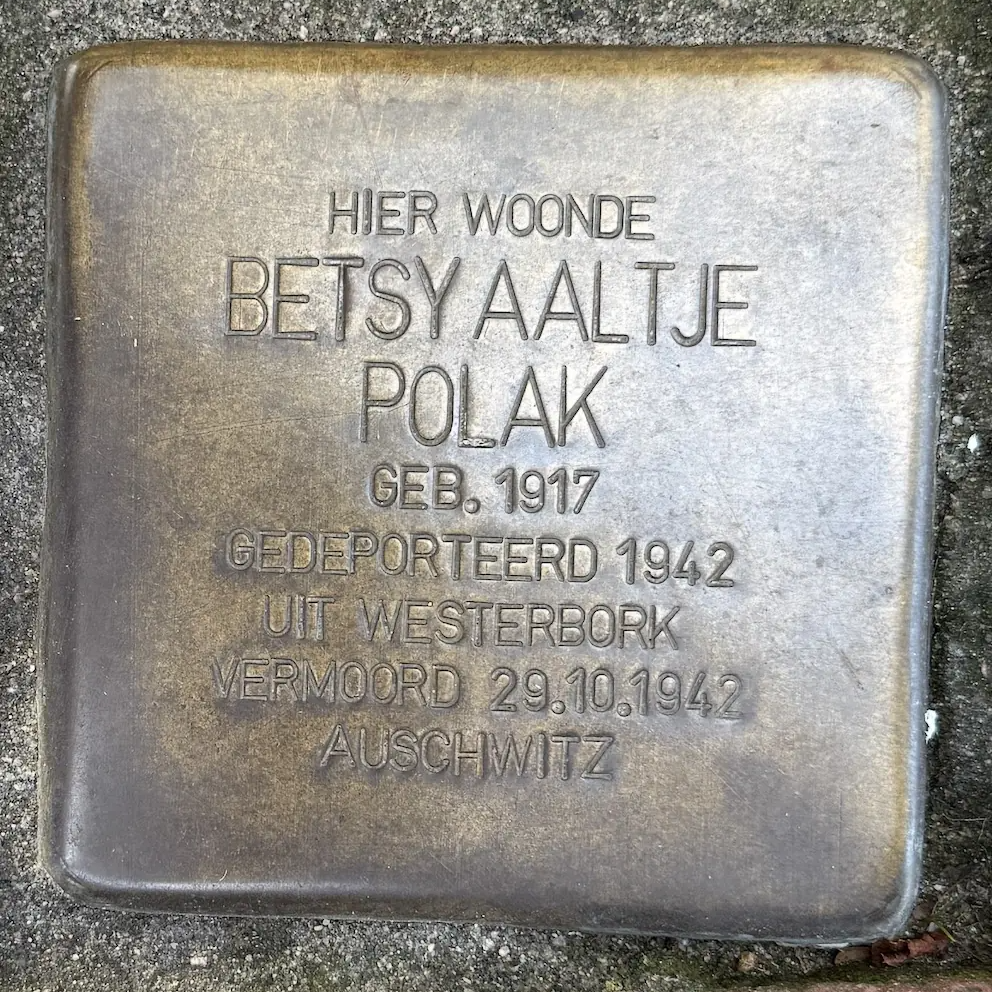 HIER WOONDE
BETSY AALTJE
POLAK
GEB. 1917
GEDEPORTEERD 1942
UIT WESTERBORK
VERMOORD 29.10.1942
AUSCHWITZ